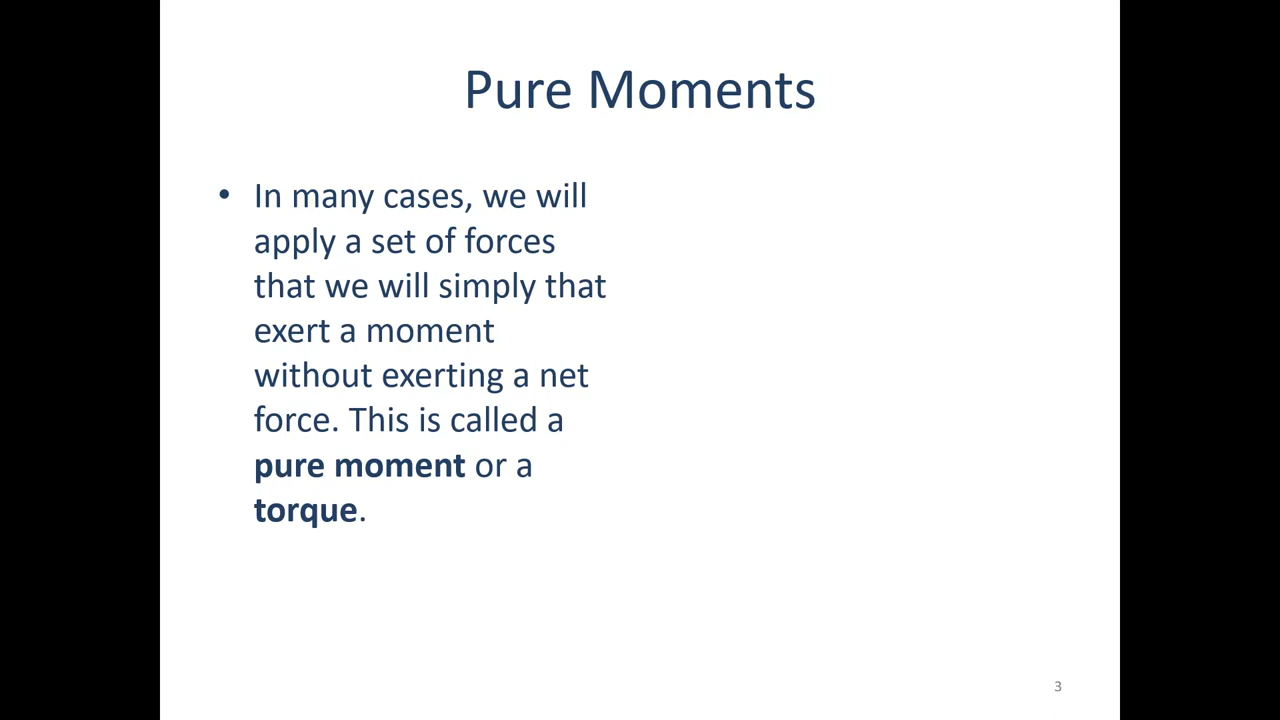 Pure Moments
• In many cases, we will
apply a set of forces
that we will simply that
exert a moment
without exerting a net
force. This is called a
pure moment or a
torque.
3